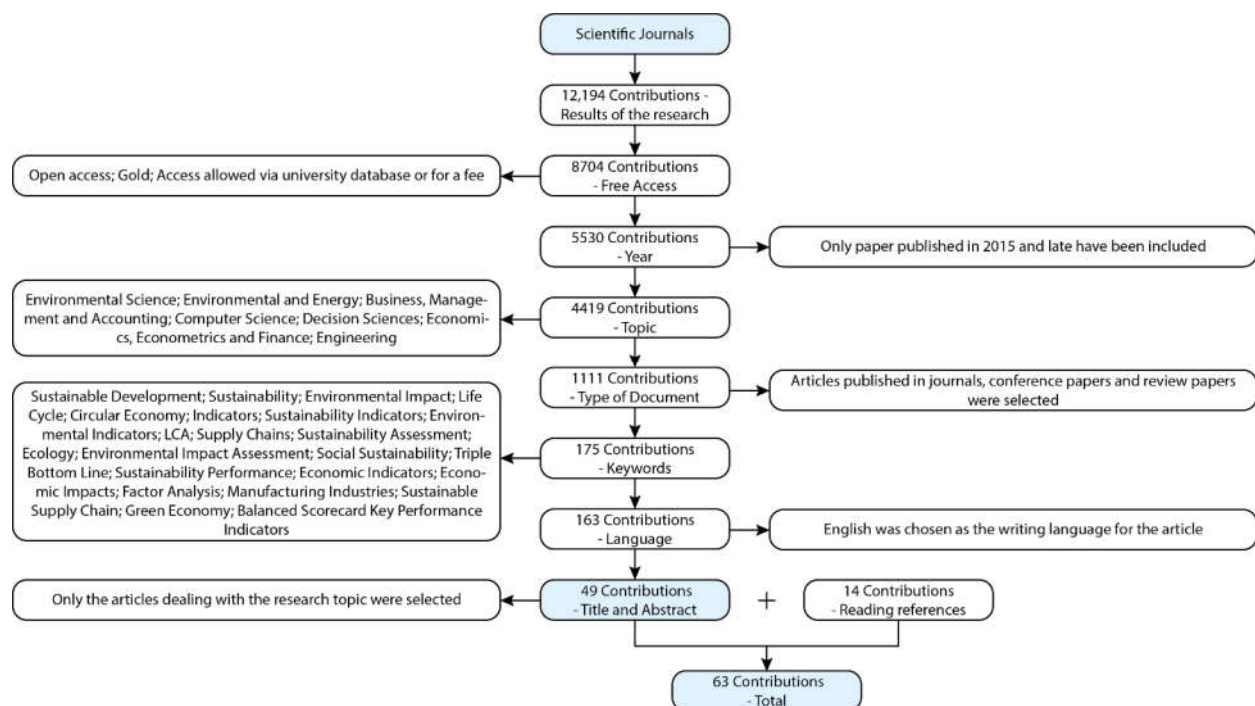 Scientific Journals
12,194 Contributions -
Results of the research
8704 Contributions
- Free Access
Open access; Gold; Access allowed via university database or for a fee
5530 Contributions
- Year
Only paper published in 2015 and late have been included
Environmental Science; Environmental and Energy; Business, Manage-
ment and Accounting; Computer Science; Decision Sciences; Economi-
cs, Econometrics and Finance; Engineering
4419 Contributions
- Topic
1111 Contributions
- Type of Document
Articles published in journals, conference papers and review papers
were selected
Sustainable Development; Sustainability; Environmental Impact; Life
Cycle; Circular Economy; Indicators; Sustainability Indicators; Environ-
mental Indicators; LCA; Supply Chains; Sustainability Assessment;
Ecology; Environmental Impact Assessment; Social Sustainability; Triple
Bottom Line; Sustainability Performance; Economic Indicators; Econo-
mic Impacts; Factor Analysis; Manufacturing Industries; Sustainable
Supply Chain; Green Economy; Balanced Scorecard Key Performance
Indicators
175 Contributions
- Keywords
163 Contributions
- Language
English was chosen as the writing language for the article
Only the articles dealing with the research topic were selected
49 Contributions
- Title and Abstract
+
14 Contributions
- Reading references
63 Contributions
- Total